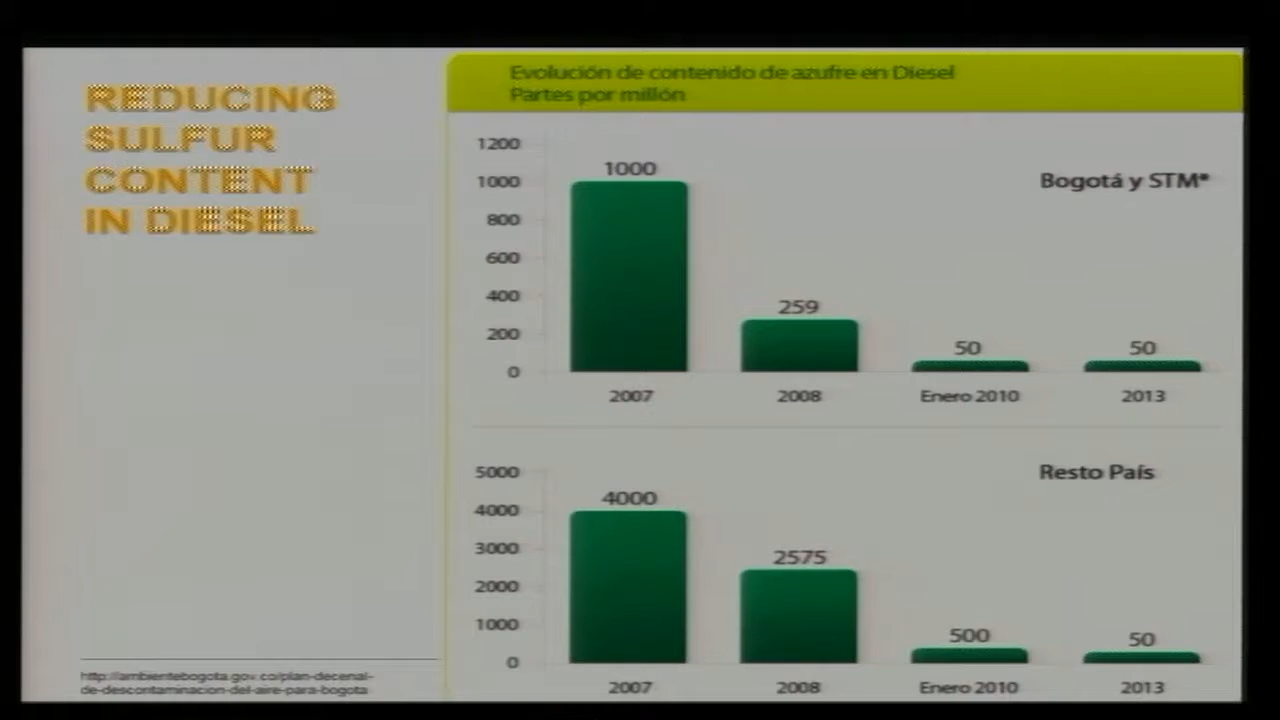 REDUCING
SULFUR
CONTENT
IN DIESEL
http://ambientebogota.gov.co/plan-decenal-
de-descontaminacion-del-aire-para-bogota
Evolución de contenido de azufre en Diesel
Partes por millón
Bogotá y STM*
1200
1000
800
600
400
200
0
1000
259
50
50
2007
2008
Enero 2010
2013
Resto País
5000
4000
3000
2000
1000
0
4000
2575
500
50
2007
2008
Enero 2010
2013